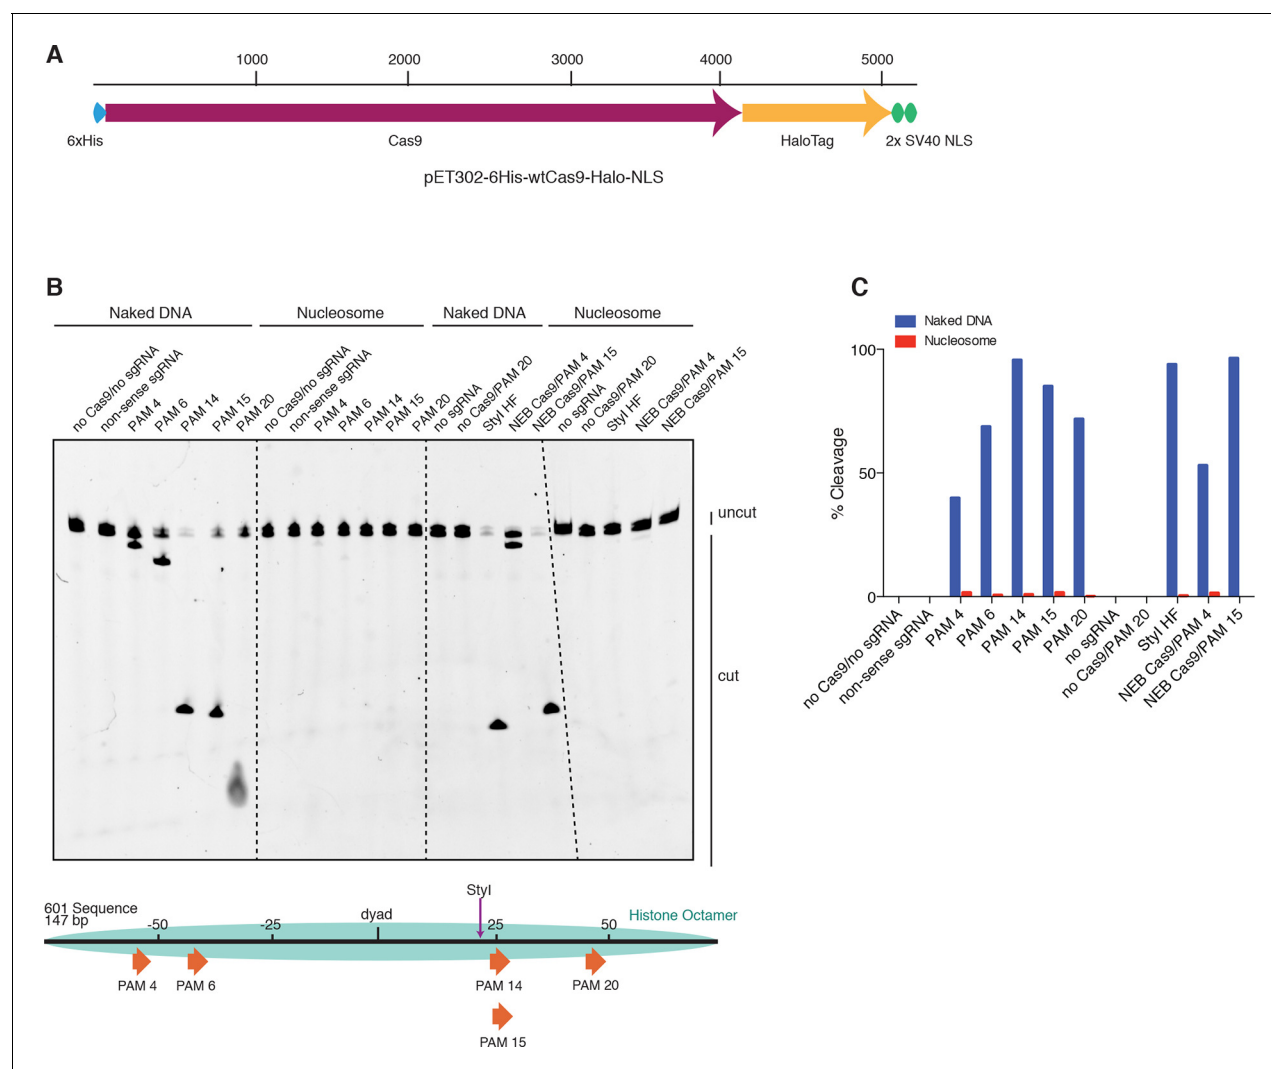 A
1000 2000 3000 4000 5000
6xHis Cas9 HaloTag 2x SV40 NLS
pET302-6His-wtCas9-Halo-NLS
B
Naked DNA Nucleosome Naked DNA Nucleosome
no Cas9/no sgRNA
non-sense sgRNA
PAM 4
PAM 6
PAM 14
PAM 15
PAM 20
no Cas9/no sgRNA
non-sense sgRNA
PAM 4
PAM 6
PAM 14
PAM 15
PAM 20
no sgRNA
no Cas9/PAM 20
StyI HF
NEB Cas9/PAM 4
NEB Cas9/PAM 15
no sgRNA
no Cas9/PAM 20
StyI HF
NEB Cas9/PAM 4
NEB Cas9/PAM 15
uncut
cut
StyI
601 Sequence
147 bp
-50 -25 dyad 25 50
Histone Octamer
PAM 4 PAM 6 PAM 14 PAM 20
PAM 15
C
Naked DNA
Nucleosome
% Cleavage
100
50
0
no Cas9/no sgRNA
non-sense sgRNA
PAM 4
PAM 6
PAM 14
PAM 15
PAM 20
no sgRNA
no Cas9/PAM 20
StyI HF
NEB Cas9/PAM 4
NEB Cas9/PAM 15